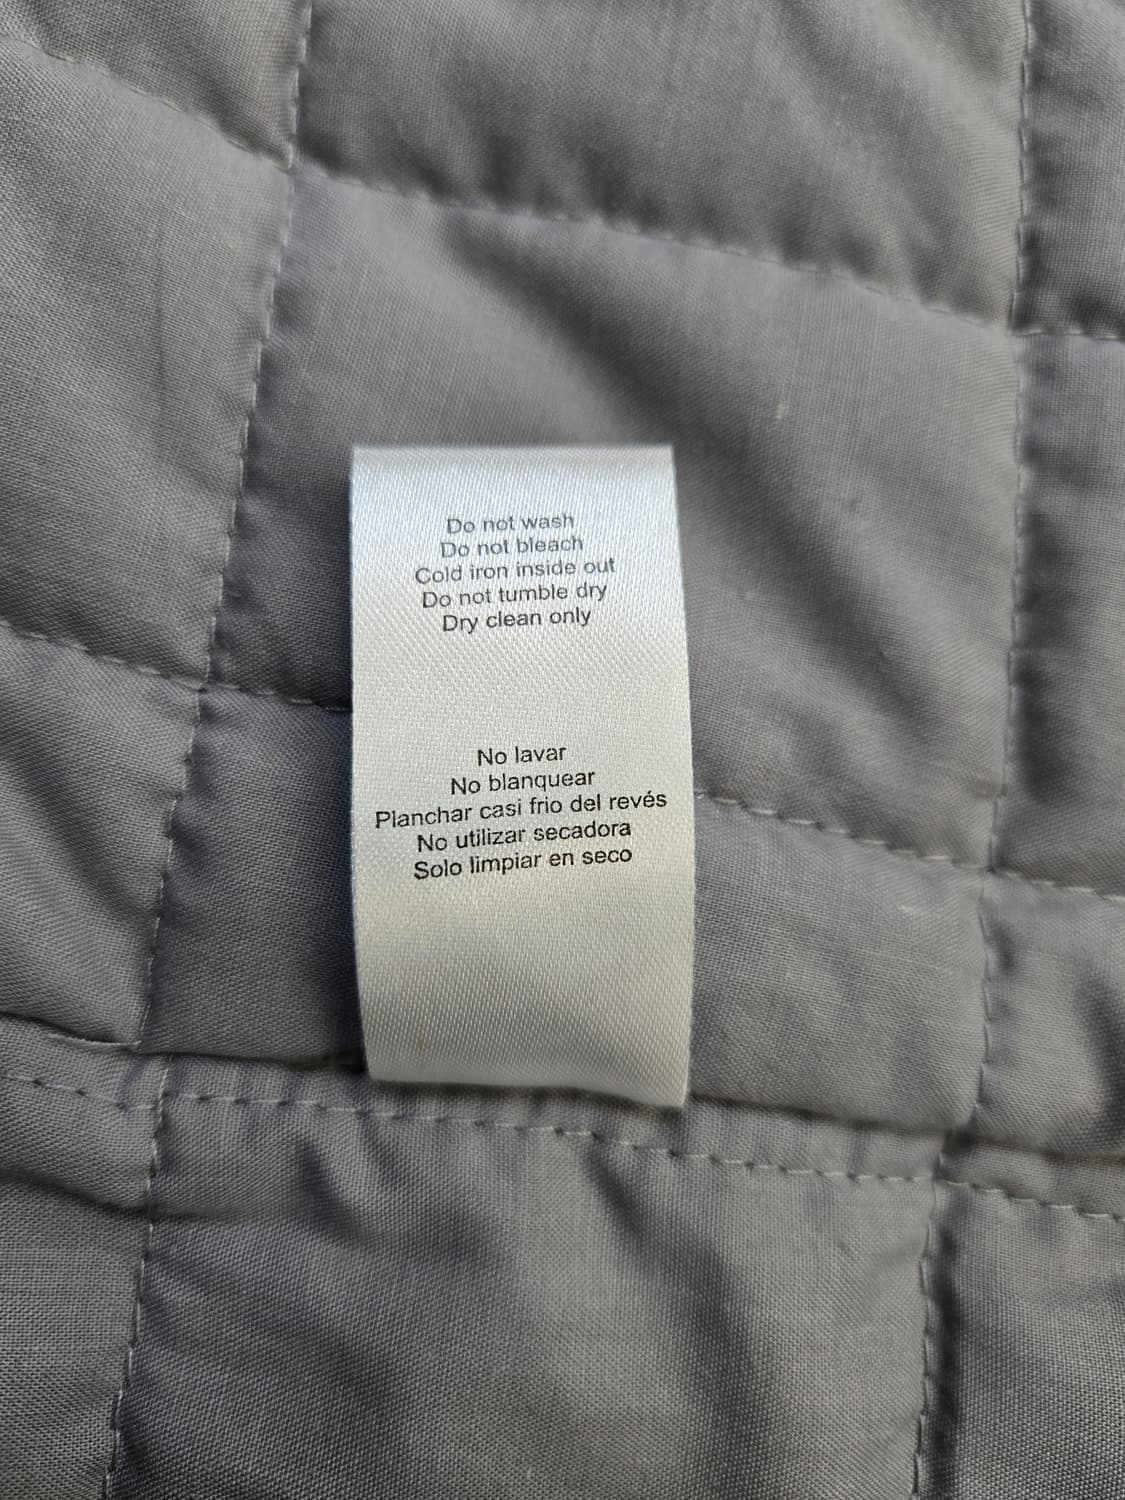 Do not wash
Do not bleach
Cold iron inside out
Do not tumble dry
Dry clean only
No lavar
No blanquear
Planchar casi frio del revés
No utilizar secadora
Solo limpiar en seco